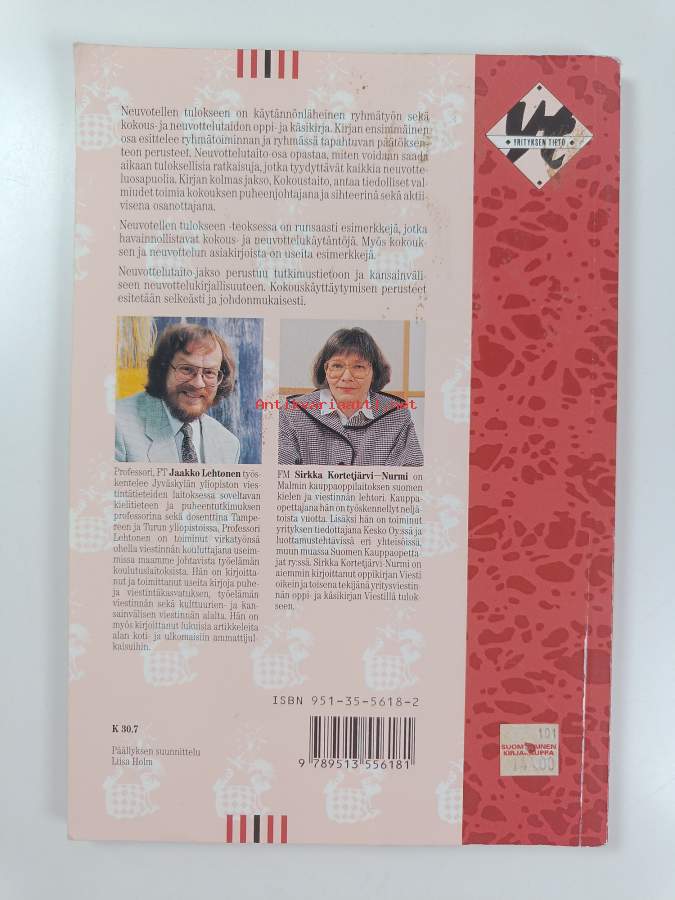 YRITYKSEN TIETO
Neuvotellen tulokseen on käytännönläheinen ryhmätyön sekä
kokous- ja neuvottelutaidon oppi- ja käsikirja. Kirjan ensimmäinen
osa esittelee ryhmätoiminnan ja ryhmässä tapahtuvan päätöksen-
teon perusteet. Neuvottelutaito-osa opastaa, miten voidaan saada
aikaan tuloksellisia ratkaisuja, jotka tyydyttävät kaikkia neuvotte-
luosapuolia. Kirjan kolmas jakso, Kokoustaito, antaa tiedolliset val-
miudet toimia kokouksen puheenjohtajana ja sihteerinä sekä aktii-
visena osanottajana.
Neuvotellen tulokseen -teoksessa on runsaasti esimerkkejä, jotka
havainnollistavat kokous- ja neuvottelukäytäntöjä. Myös kokouk-
sen ja neuvottelun asiakirjoista on useita esimerkkejä.
Neuvottelutaito-jakso perustuu tutkimustietoon ja kansainväli-
seen neuvottelukirjallisuuteen. Kokouskäyttäytymisen perusteet
esitetään selkeästi ja johdonmukaisesti.
Antikvariaatti.net
Professori, FT Jaakko Lehtonen työs-
kentelee Jyväskylän yliopiston vies-
tintätieteiden laitoksessa soveltavan
kielitieteen ja puheentutkimuksen
professorina sekä dosenttina Tampe-
reen ja Turun yliopistoissa. Professori
Lehtonen on toiminut virkatyönsä
ohella viestinnän kouluttajana useim-
missa maamme johtavista työelämän
koulutuslaitoksista. Hän on kirjoitta-
nut ja toimittanut useita kirjoja puhe-
ja viestintäkasvatuksen, työelämän
viestinnän sekä kulttuurien- ja kan-
sainvälisen viestinnän alalta. Hän on
myös kirjoittanut lukuisia artikkeleita
alan koti- ja ulkomaisiin ammattijul-
kaisuihin.
FM Sirkka Kortetjärvi—Nurmi on
Malmin kauppaoppilaitoksen suomen
kielen ja viestinnän lehtori. Kauppa-
opettajana hän on työskennellyt neljä-
toista vuotta. Lisäksi hän on toiminut
yrityksen tiedottajana Kesko Oy:ssä ja
luottamustehtävissä eri yhteisöissä,
muun muassa Suomen Kauppaopetta
jat ry:ssä. Sirkka Kortetjärvi-Nurmi on
aiemmin kirjoittanut oppikirjan Viesti
oikein ja toisena tekijänä yritysviestin-
nän oppi- ja käsikirjan Viestillä tulok-
seen.
ISBN 951-35-5618-2
K 30.7
Päällyksen suunnittelu
Liisa Holm
9 789513 556181
101
SUOMALAINEN
KIRJAKAUPPA